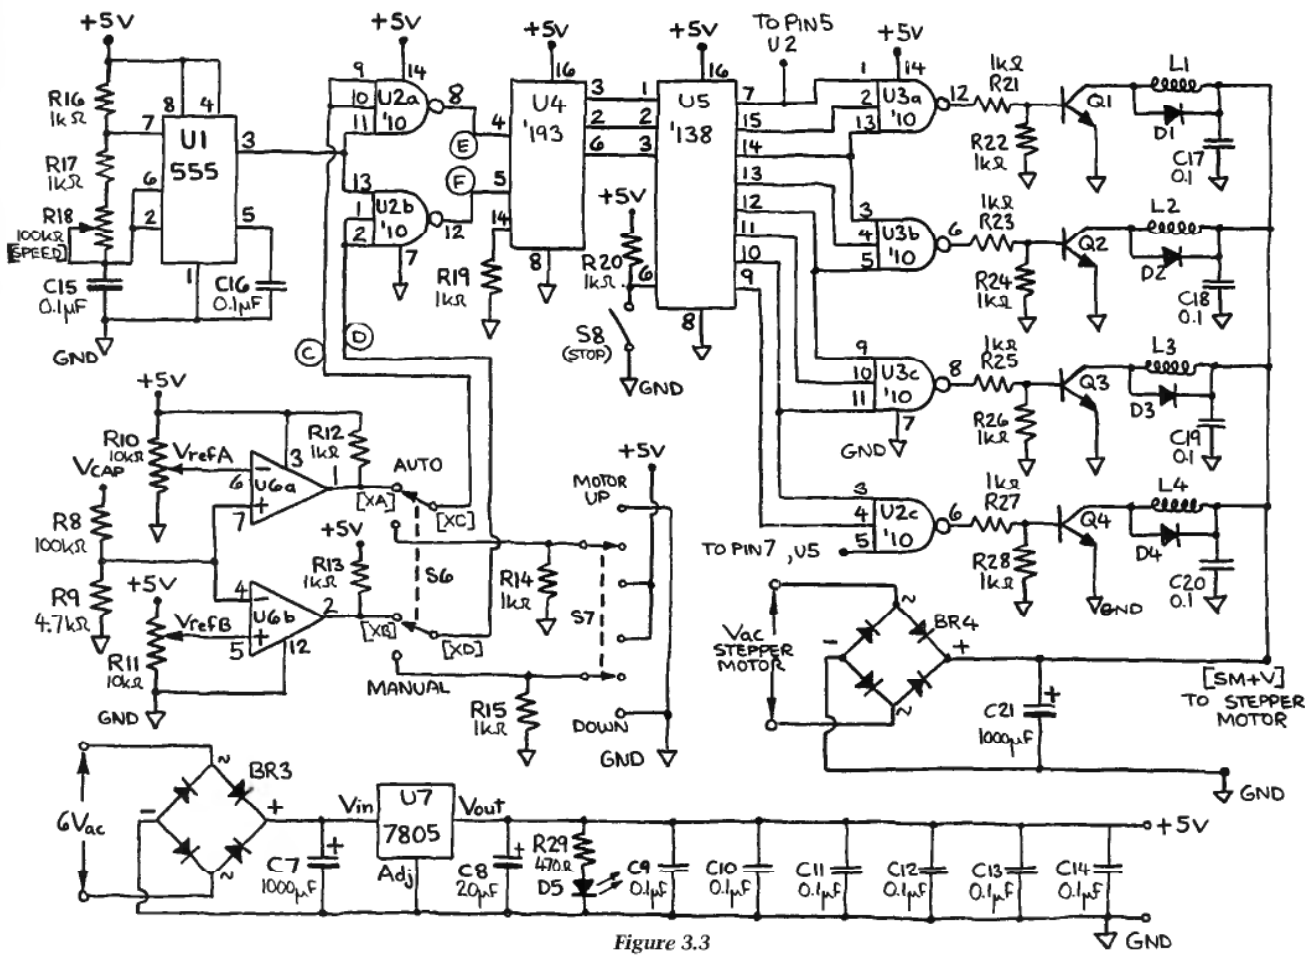 +5V
+5V
+5V
+5V
TO PIN 5
U2
+5V
R16
1KΩ
R17
1KΩ
R18
100KΩ
[SPEED]
C15
0.1µF
GND
8
4
7
U1
555
3
6
2
5
1
C16
0.1µF
9
10
11
14
U2a
'10
8
E
F
13
1
2
U2b
'10
12
7
R19
1KΩ
C
D
16
4
5
14
U4
'193
3
2
6
8
1
2
3
16
U5
'138
7
15
14
13
12
11
10
9
6
8
+5V
R20
1KΩ
S8
(STOP)
GND
1
2
13
14
U3a
'10
12
1KΩ
R21
R22
1KΩ
Q1
L1
D1
C17
0.1
3
4
5
U3b
'10
6
1KΩ
R23
R24
1KΩ
Q2
L2
D2
C18
0.1
9
10
11
U3c
'10
8
7
GND
1KΩ
R25
R26
1KΩ
Q3
L3
D3
C19
0.1
3
4
5
U2c
'10
6
TO PIN 7, U5
1KΩ
R27
R28
1KΩ
Q4
GND
L4
D4
C20
0.1
+5V
R10
10KΩ
VrefA
VCAP
R8
100KΩ
R9
4.7KΩ
+5V
VrefB
R11
10KΩ
GND
6
−
U6a
+
7
3
1
R12
1KΩ
4
−
U6b
+
5
2
12
+5V
R13
1KΩ
AUTO
[XA]
[XC]
S6
[XB]
[XD]
MANUAL
R14
1KΩ
R15
1KΩ
MOTOR
UP
+5V
S7
DOWN
GND
Vac
STEPPER
MOTOR
~
−
BR4
+
~
C21
1000µF
+
[SM+V]
TO STEPPER
MOTOR
GND
6Vac
~
BR3
−
+
~
C7
1000µF
+
Vin
U7
7805
Adj
Vout
C8
20µF
+
R29
470Ω
D5
C9
0.1µF
C10
0.1µF
C11
0.1µF
C12
0.1µF
C13
0.1µF
C14
0.1µF
+5V
GND
Figure 3.3